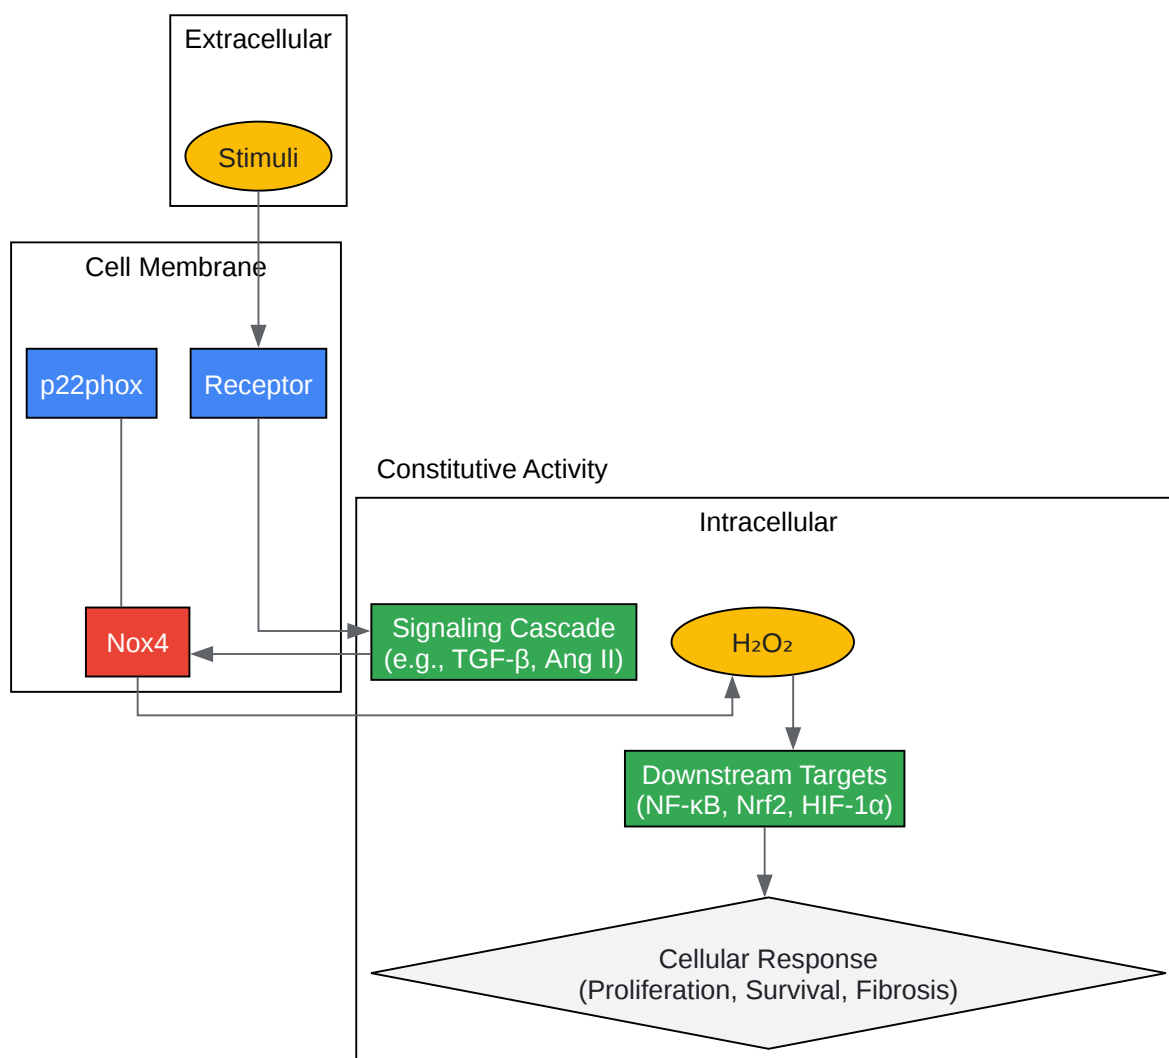 Extracellular
Stimuli
Cell Membrane
p22phox
Receptor
Constitutive Activity
Intracellular
Nox4
Signaling Cascade
(e.g., TGF-β, Ang II)
H₂O₂
Downstream Targets
(NF-κB, Nrf2, HIF-1α)
Cellular Response
(Proliferation, Survival, Fibrosis)